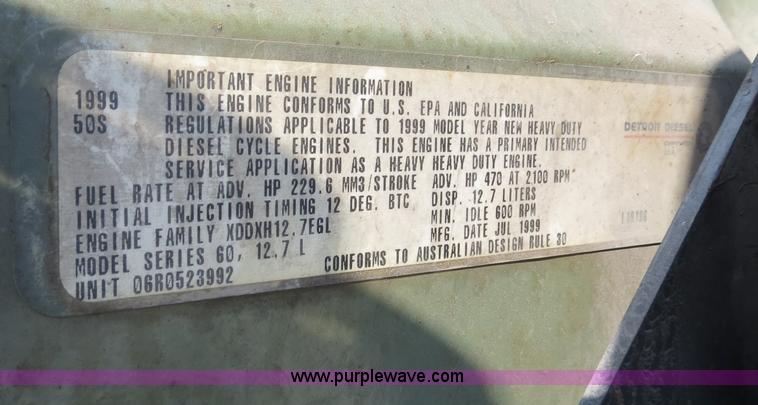 IMPORTANT ENGINE INFORMATION
1999 THIS ENGINE CONFORMS TO U.S. EPA AND CALIFORNIA
50S REGULATIONS APPLICABLE TO 1999 MODEL YEAR NEW HEAVY DUTY
DIESEL CYCLE ENGINES. THIS ENGINE HAS A PRIMARY INTENDED
SERVICE APPLICATION AS A HEAVY HEAVY DUTY ENGINE.
FUEL RATE AT ADV. HP 229.6 MM3/STROKE ADV. HP 470 AT 2100 RPM
INITIAL INJECTION TIMING 12 DEG. BTC DISP. 12.7 LITERS
ENGINE FAMILY XDDXH12.7EGL MIN. IDLE 600 RPM
MODEL SERIES 60, 12.7 L MFG. DATE JUL 1999
UNIT 06R0523992 CONFORMS TO AUSTRALIAN DESIGN RULE 30
DETROIT DIESEL
www.purplewave.com